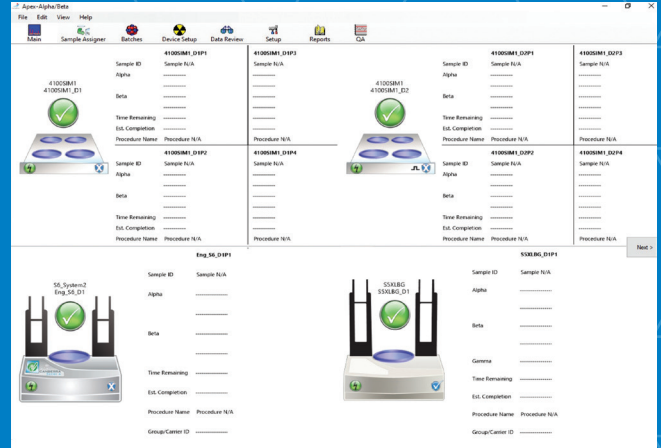 Apex-Alpha/Beta
File Edit View Help
Main Sample Assigner Batches Device Setup Data Review Setup Reports QA
4100SIM1
4100SIM1_D1
4100SIM1_D1P1 4100SIM1_D1P3
Sample ID Sample N/A Sample N/A
Alpha ----------- -----------
Beta ----------- -----------
Time Remaining ----------- -----------
Est. Completion ----------- -----------
Procedure Name Procedure N/A Procedure N/A
4100SIM1_D1P2 4100SIM1_D1P4
Sample ID Sample N/A Sample N/A
Alpha ----------- -----------
Beta ----------- -----------
Time Remaining ----------- -----------
Est. Completion ----------- -----------
Procedure Name Procedure N/A Procedure N/A
4100SIM1
4100SIM1_D2
4100SIM1_D2P1 4100SIM1_D2P3
Sample ID Sample N/A Sample N/A
Alpha ----------- -----------
Beta ----------- -----------
Time Remaining ----------- -----------
Est. Completion ----------- -----------
Procedure Name Procedure N/A Procedure N/A
4100SIM1_D2P2 4100SIM1_D2P4
Sample ID Sample N/A Sample N/A
Alpha ----------- -----------
Beta ----------- -----------
Time Remaining ----------- -----------
Est. Completion ----------- -----------
Procedure Name Procedure N/A Procedure N/A
Next >
S6_System2
Eng_S6_D1
Eng_S6_D1P1
Sample ID Sample N/A
Alpha -----------
Beta -----------
Time Remaining -----------
Est. Completion -----------
Procedure Name Procedure N/A
Group/Carrier ID -----------
S5XLBG
S5XLBG_D1
S5XLBG_D1P1
Sample ID Sample N/A
Alpha -----------
Beta -----------
Gamma -----------
Time Remaining -----------
Est. Completion -----------
Procedure Name Procedure N/A
Group/Carrier ID -----------